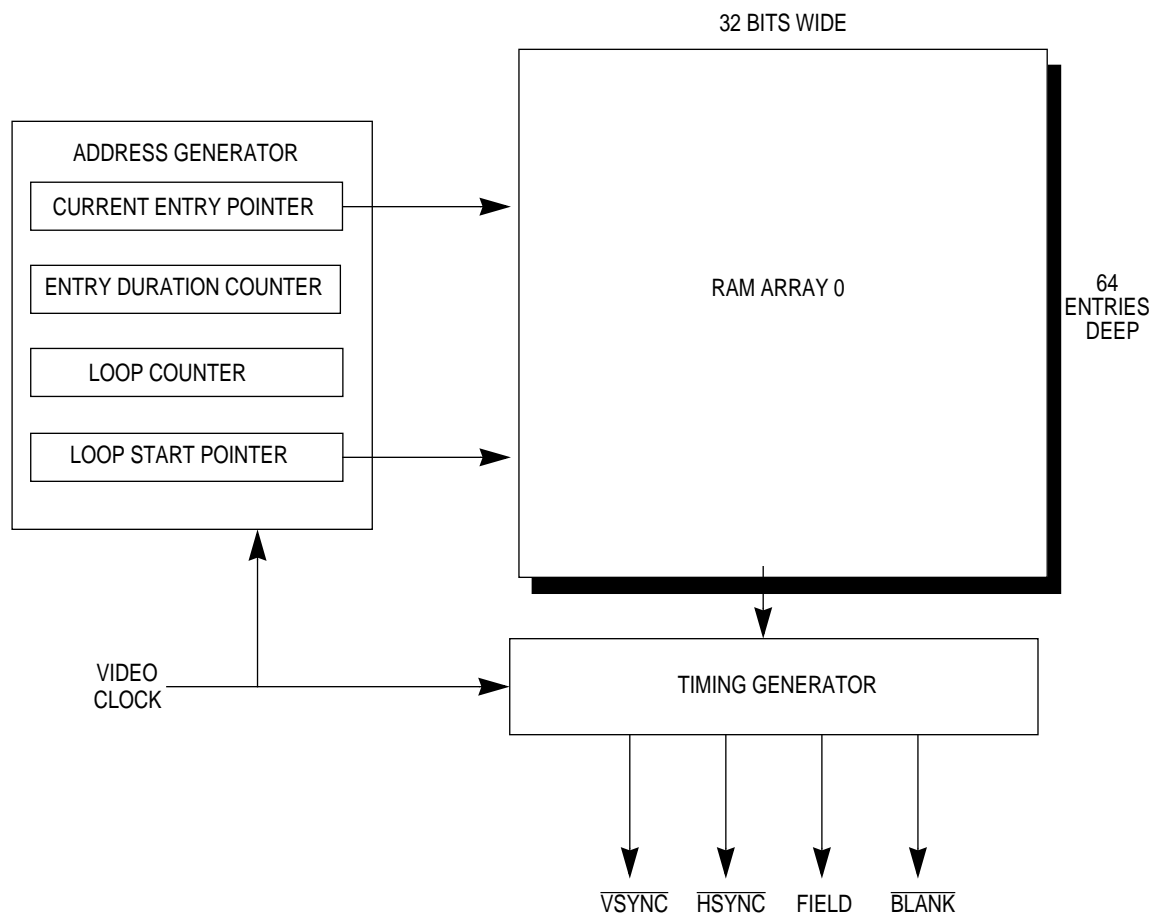 32 BITS WIDE
ADDRESS GENERATOR
CURRENT ENTRY POINTER
ENTRY DURATION COUNTER
LOOP COUNTER
LOOP START POINTER
RAM ARRAY 0
64
ENTRIES
DEEP
VIDEO
CLOCK
TIMING GENERATOR
VSYNC HSYNC FIELD BLANK